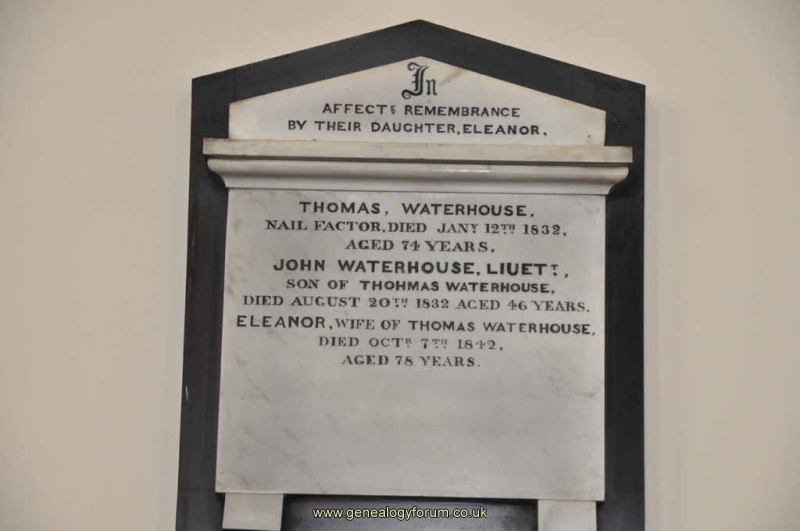 In
AFFECTE REMEMBRANCE
BY THEIR DAUGHTER, ELEANOR.
THOMAS, WATERHOUSE,
NAIL FACTOR, DIED JANY 12TH 1832,
AGED 74 YEARS.
JOHN WATERHOUSE, LIUETT,
SON OF THOHMAS WATERHOUSE,
DIED AUGUST 20TH 1832 AGED 46 YEARS.
ELEANOR, WIFE OF THOMAS WATERHOUSE,
DIED OCTR 7TH 1842,
AGED 78 YEARS.
www.genealogyforum.co.uk